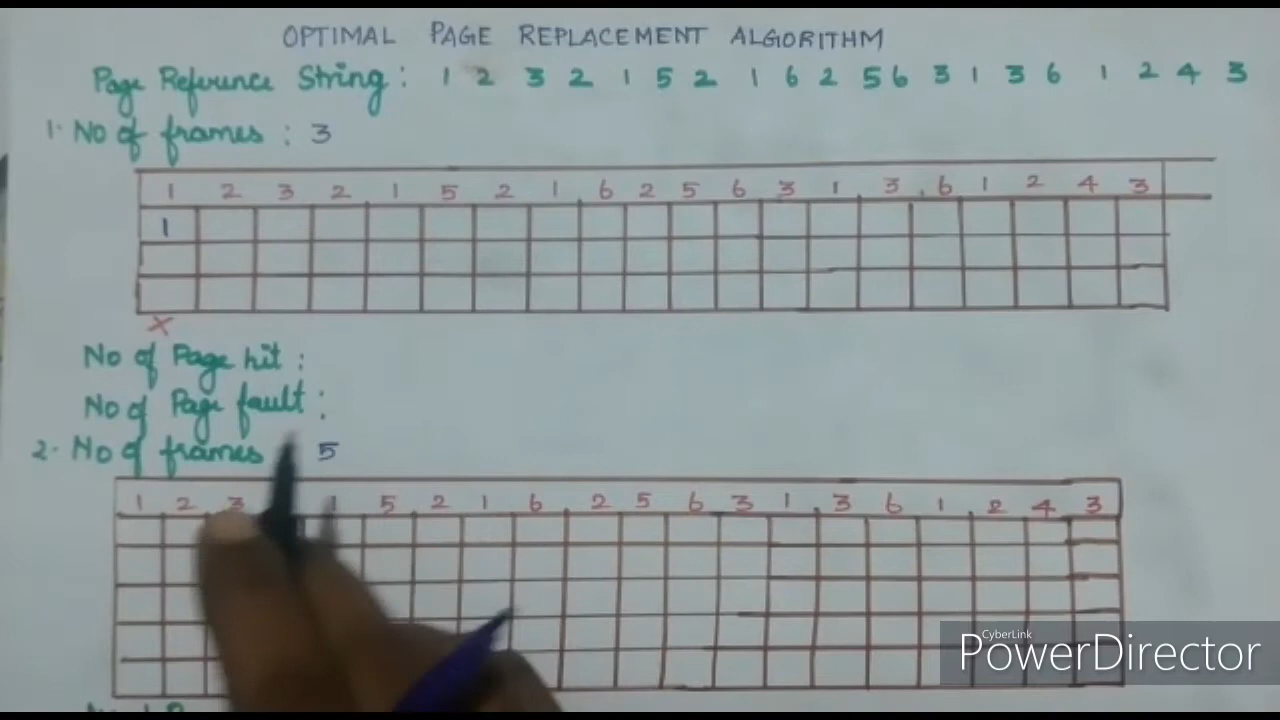 OPTIMAL PAGE REPLACEMENT ALGORITHM
Page Reference String : 1 2 3 2 1 5 2 1 6 2 5 6 3 1 3 6 1 2 4 3
1. No of frames : 3
1 2 3 2 1 5 2 1 6 2 5 6 3 1 3 6 1 2 4 3
1
X
No of Page hit :
No of Page fault :
2. No of frames 5
1 2 3 1 5 2 1 6 2 5 6 3 1 3 6 1 2 4 3
CyberLink
PowerDirector